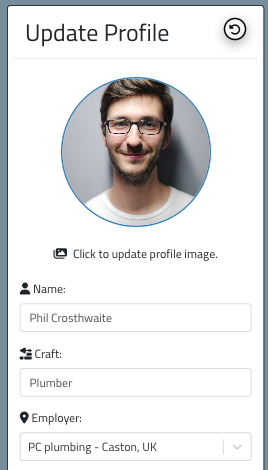 Update Profile
Click to update profile image.
Name:
Phil Crosthwaite
Craft:
Plumber
Employer:
PC plumbing - Caston, UK